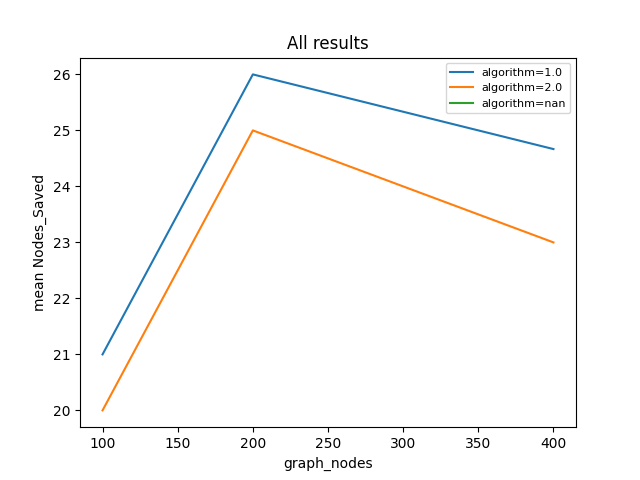 All results
algorithm=1.0
algorithm=2.0
algorithm=nan
26
25
24
23
22
21
20
mean Nodes_Saved
100 150 200 250 300 350 400
graph_nodes